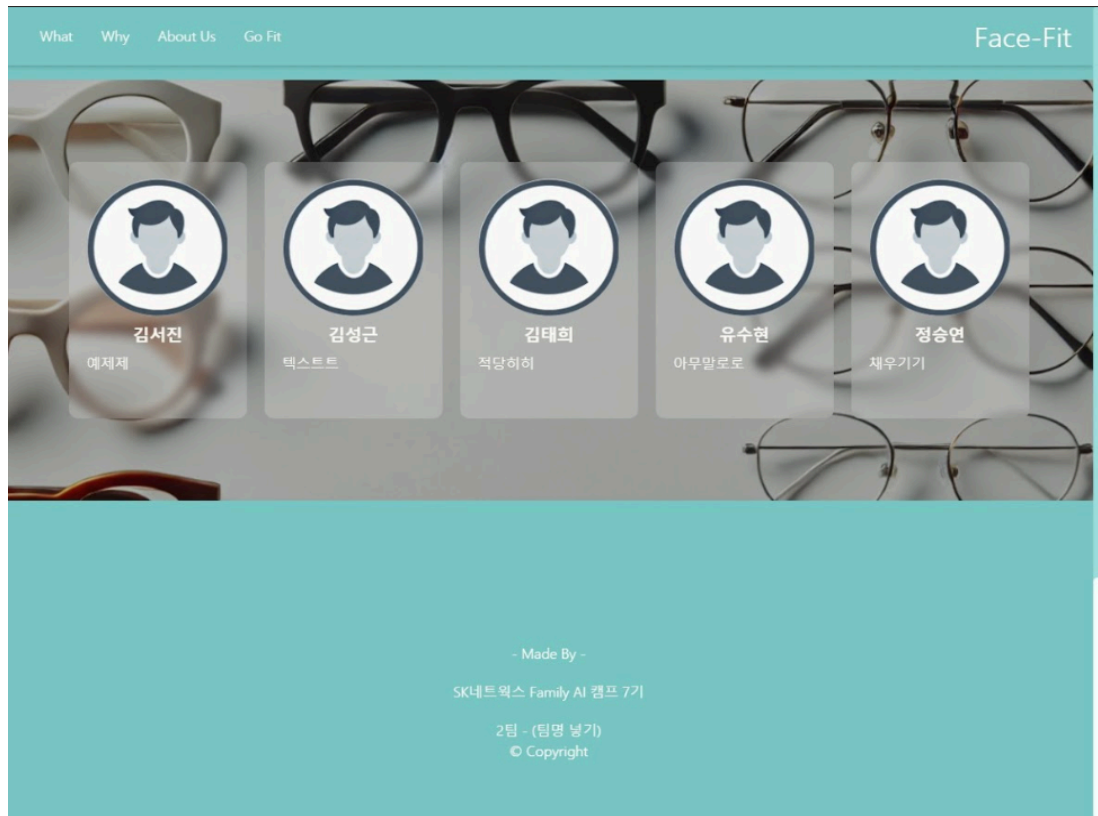 What Why About Us Go Fit Face-Fit
김서진 김성근 김태희 유수현 정승연
예제제 텍스트트 적당히히 아무말로로 채우기기
- Made By -
SK네트웍스 Family AI 캠프 7기
2팀 - (팀명 넣기)
© Copyright